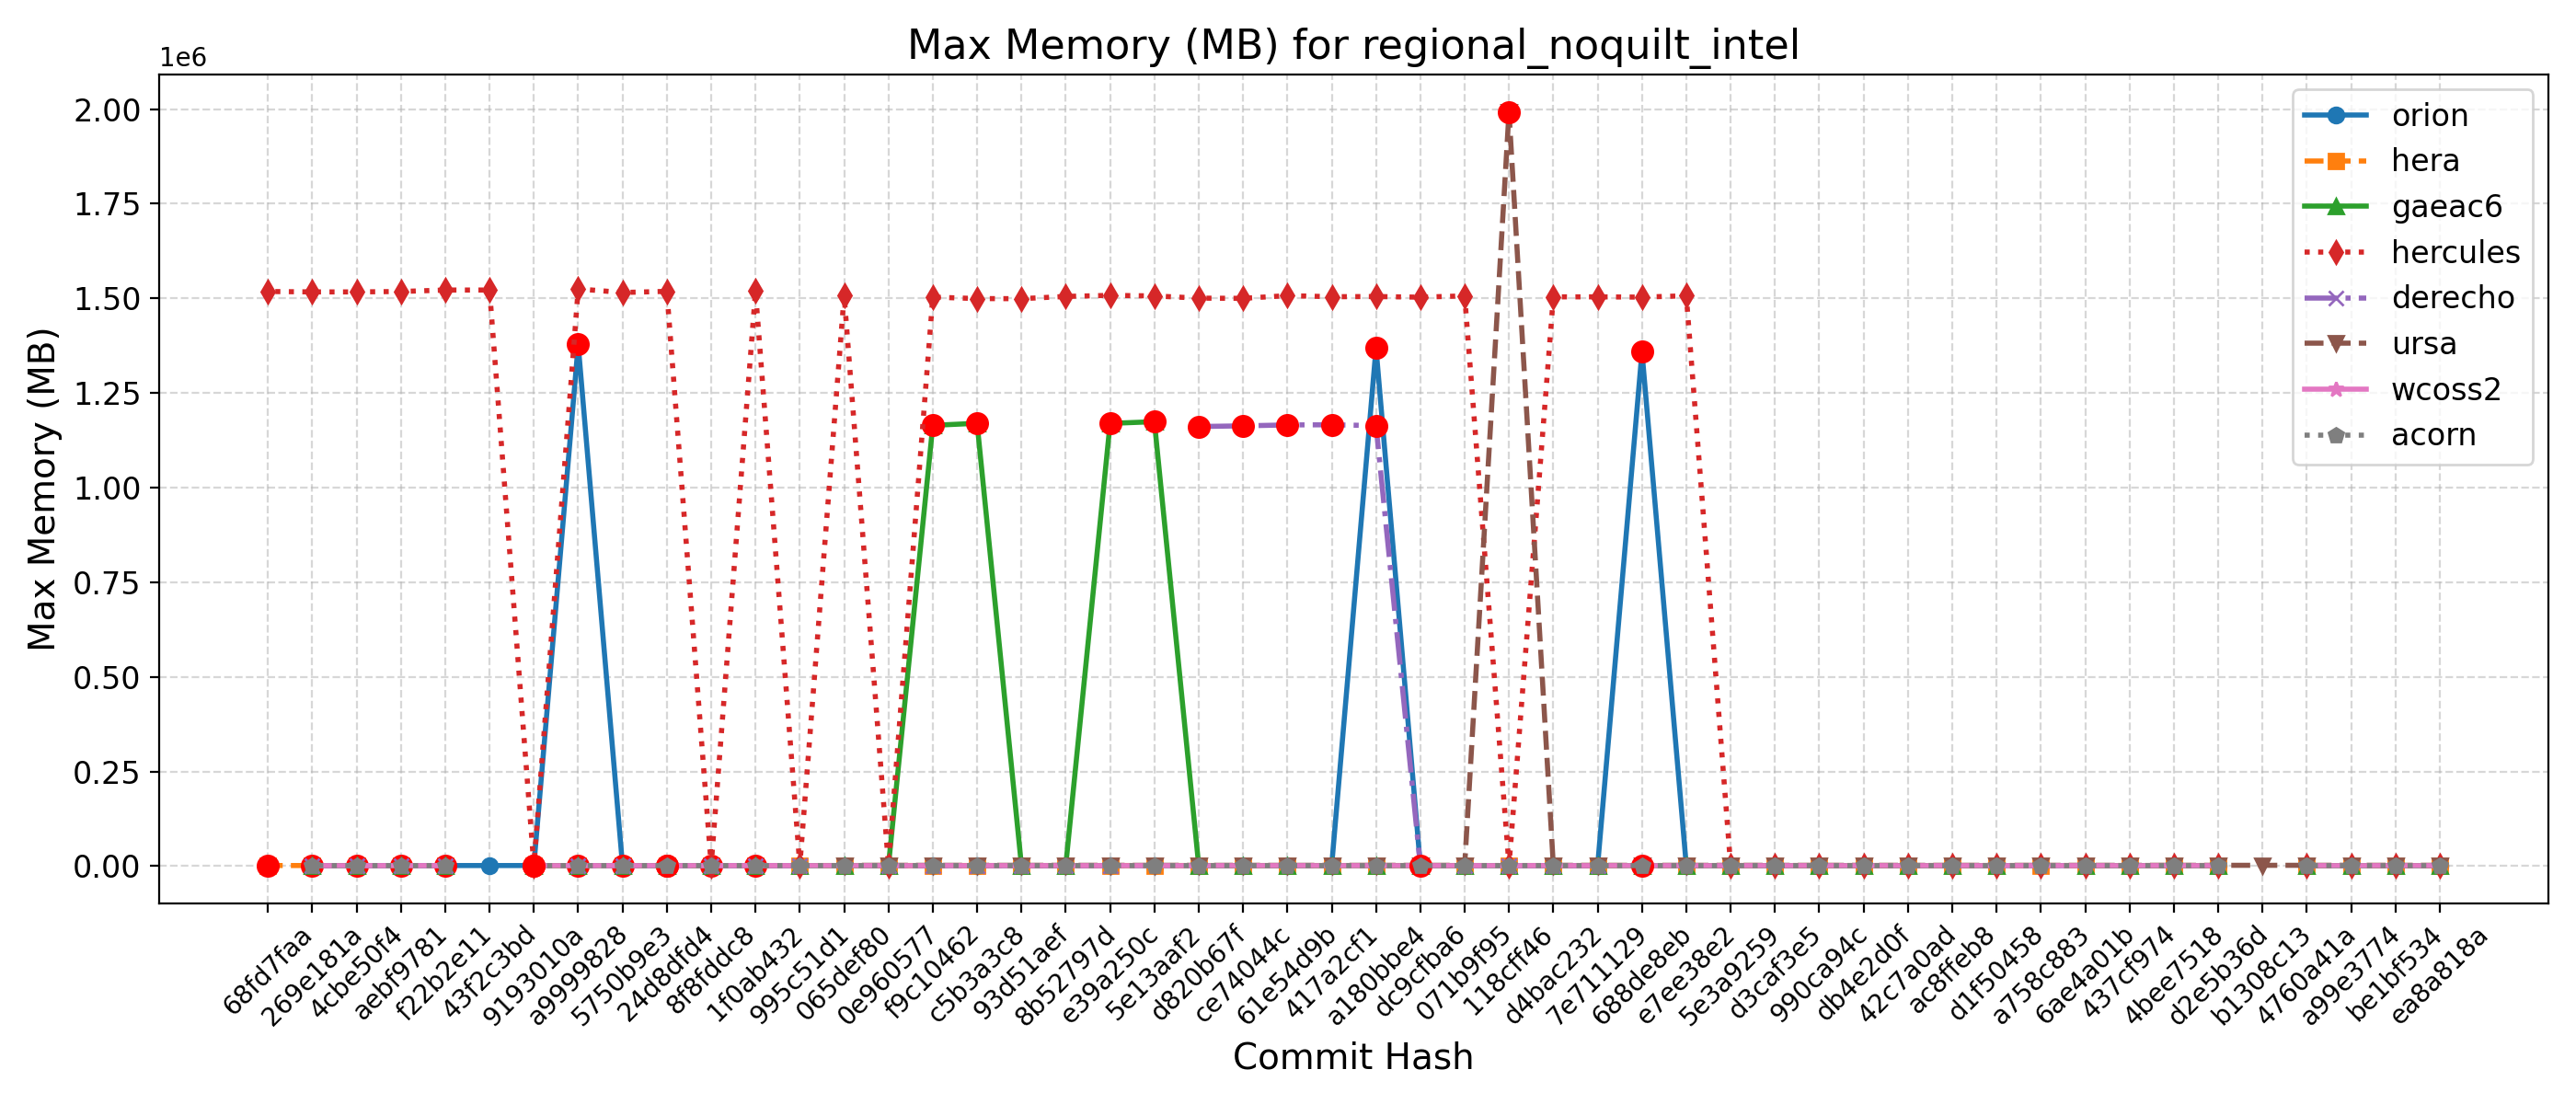 Max Memory (MB) for regional_noquilt_intel
1e6
2.00
1.75
1.50
1.25
1.00
0.75
0.50
0.25
0.00
Max Memory (MB)
orion
hera
gaeac6
hercules
derecho
ursa
wcoss2
acorn
68fd7faa
269e181a
4cbe50f4
aebf9781
f22b2e11
43f2c3bd
9193010a
a9999828
5750b9e3
24d8dfd4
8f8fddc8
1f0ab432
995c51d1
065def80
0e960577
f9c10462
c5b3a3c8
93d51aef
8b52797d
e39a250c
5e13aaf2
d820b67f
ce74044c
61e54d9b
417a2cf1
a180bbe4
dc9cfba6
071b9f95
118cff46
d4bac232
7e711129
688de8eb
e7ee38e2
5e3a9259
d3caf3e5
990ca94c
db4e2d0f
42c7a0ad
ac8ffeb8
d1f50458
a758c883
6ae4a01b
437cf974
4bee7518
d2e5b36d
b1308c13
4760a41a
a99e3774
be1bf534
ea8a818a
Commit Hash